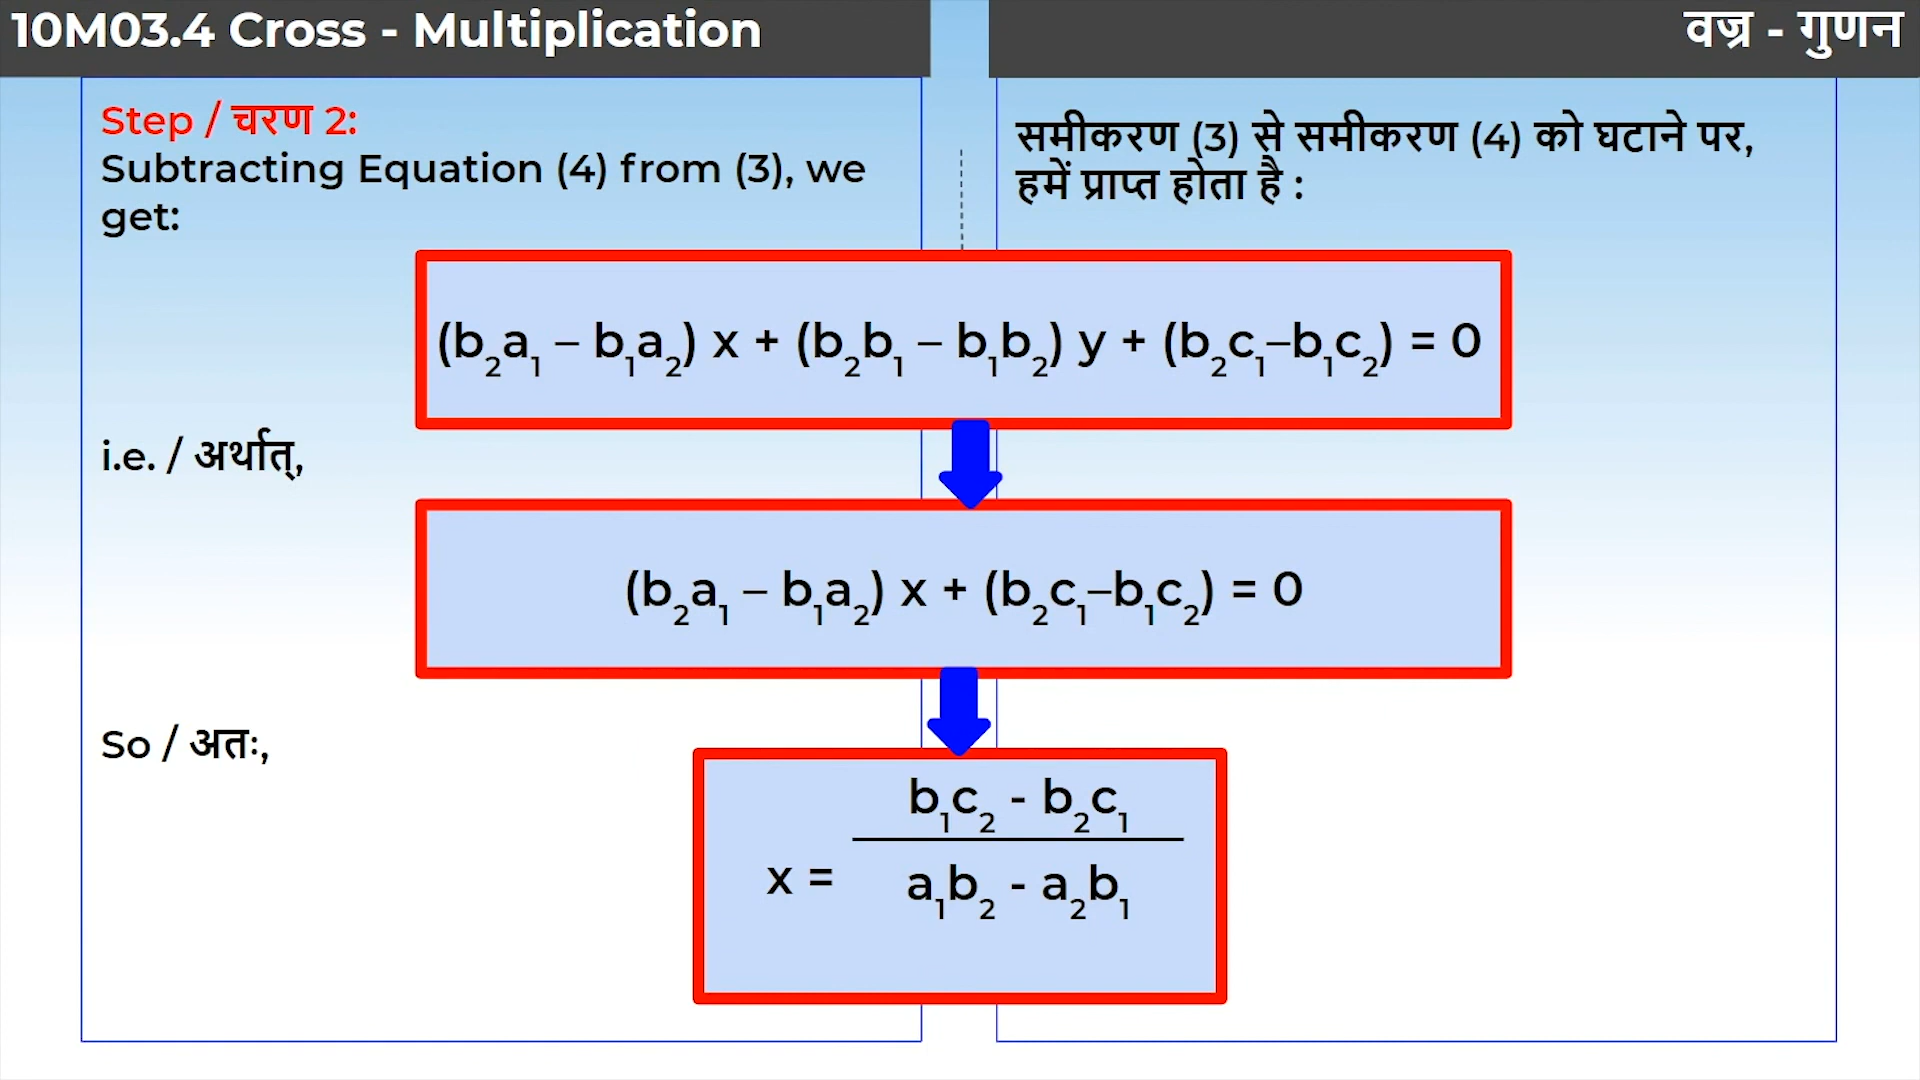 10M03.4 Cross - Multiplication
वज्र - गुणन
Step / चरण 2:
Subtracting Equation (4) from (3), we
get:
समीकरण (3) से समीकरण (4) को घटाने पर,
हमें प्राप्त होता है :
(b₂a₁ – b₁a₂) x + (b₂b₁ – b₁b₂) y + (b₂c₁–b₁c₂) = 0
i.e. / अर्थात्,
(b₂a₁ – b₁a₂) x + (b₂c₁–b₁c₂) = 0
So / अतः,
b₁c₂ - b₂c₁
x =
a₁b₂ - a₂b₁